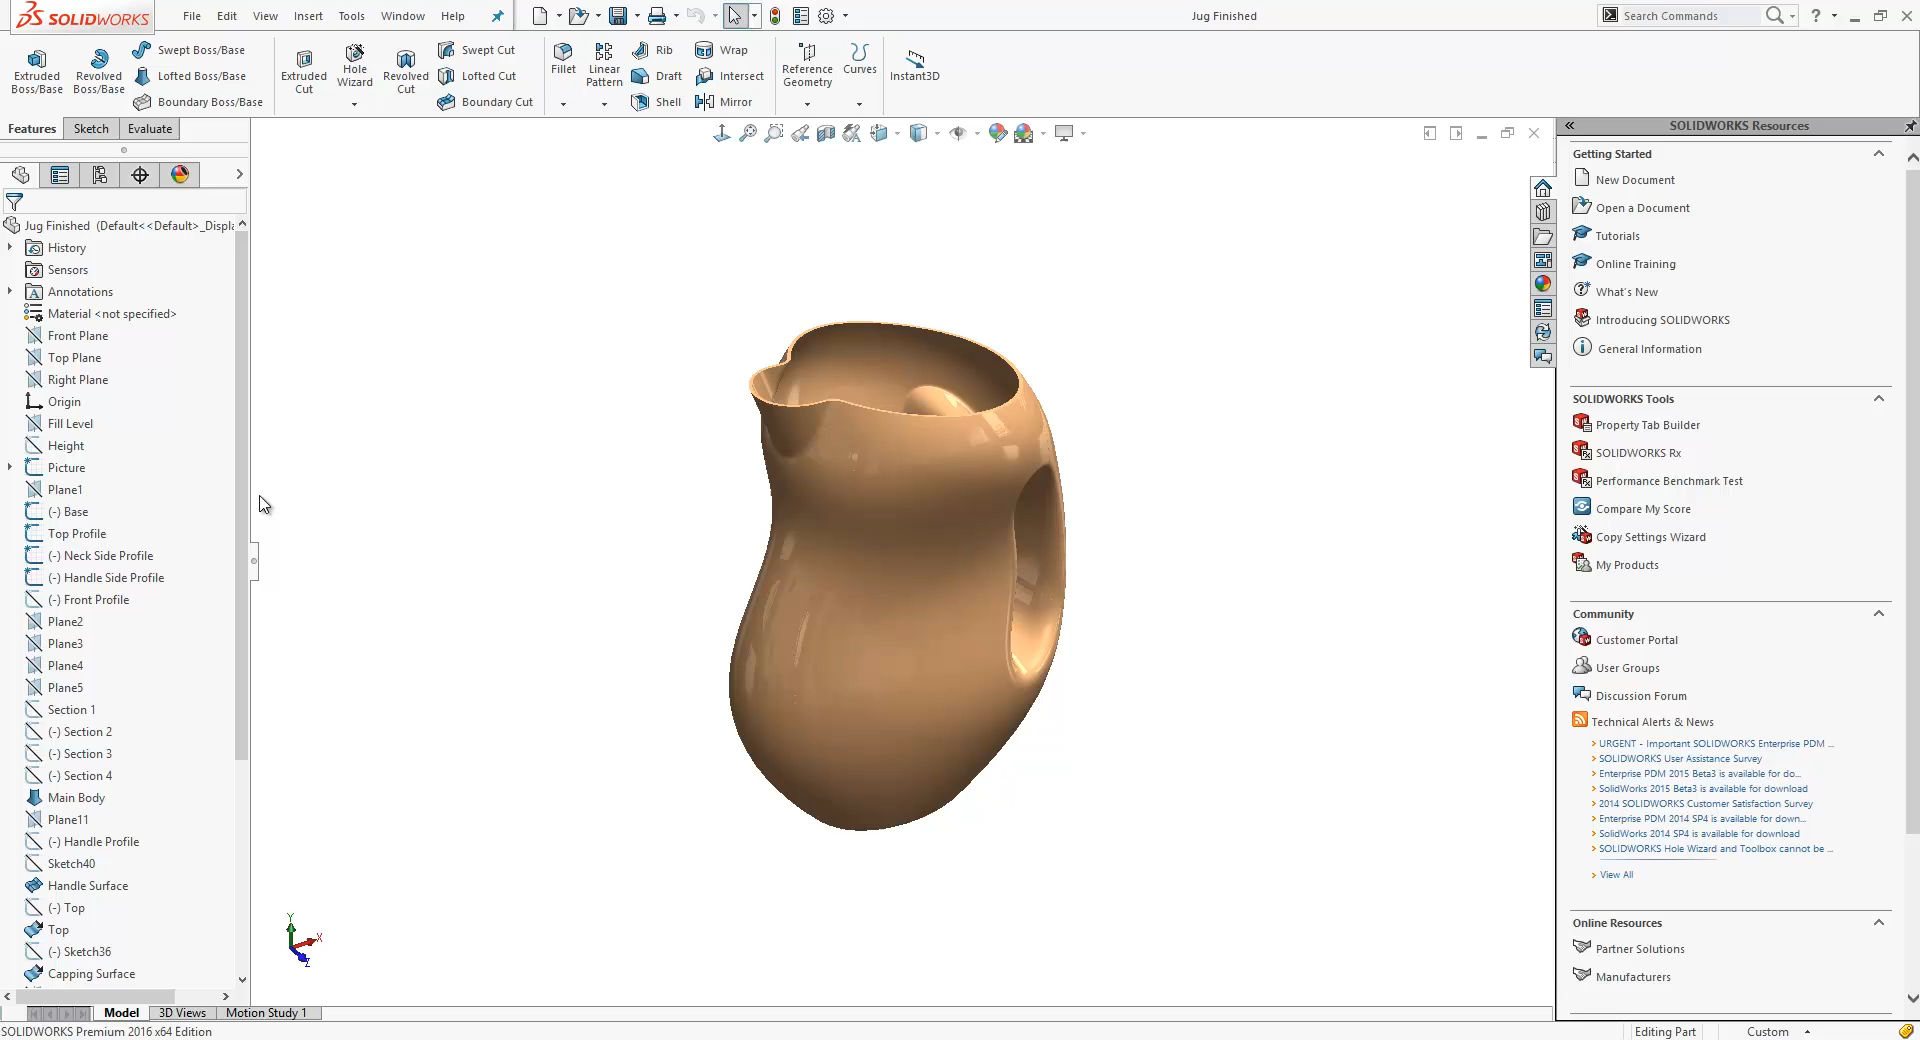 SOLIDWORKS
File Edit View Insert Tools Window Help
Jug Finished
Search Commands
Extruded Boss/Base
Revolved Boss/Base
Swept Boss/Base
Lofted Boss/Base
Boundary Boss/Base
Extruded Cut
Hole Wizard
Revolved Cut
Swept Cut
Lofted Cut
Boundary Cut
Fillet
Linear Pattern
Rib
Draft
Shell
Wrap
Intersect
Mirror
Reference Geometry
Curves
Instant3D
Features Sketch Evaluate
Jug Finished (Default<<Default>_Displa
History
Sensors
Annotations
Material <not specified>
Front Plane
Top Plane
Right Plane
Origin
Fill Level
Height
Picture
Plane1
(-) Base
Top Profile
(-) Neck Side Profile
(-) Handle Side Profile
(-) Front Profile
Plane2
Plane3
Plane4
Plane5
Section 1
(-) Section 2
(-) Section 3
(-) Section 4
Main Body
Plane11
(-) Handle Profile
Sketch40
Handle Surface
(-) Top
Top
(-) Sketch36
Capping Surface
Y
X
Z
SOLIDWORKS Resources
Getting Started
New Document
Open a Document
Tutorials
Online Training
What's New
Introducing SOLIDWORKS
General Information
SOLIDWORKS Tools
Property Tab Builder
SOLIDWORKS Rx
Performance Benchmark Test
Compare My Score
Copy Settings Wizard
My Products
Community
Customer Portal
User Groups
Discussion Forum
Technical Alerts & News
URGENT - Important SOLIDWORKS Enterprise PDM ...
SOLIDWORKS User Assistance Survey
Enterprise PDM 2015 Beta3 is available for do...
SolidWorks 2015 Beta3 is available for download
2014 SOLIDWORKS Customer Satisfaction Survey
Enterprise PDM 2014 SP4 is available for down...
SolidWorks 2014 SP4 is available for download
SOLIDWORKS Hole Wizard and Toolbox cannot be ...
View All
Online Resources
Partner Solutions
Manufacturers
Model 3D Views Motion Study 1
SOLIDWORKS Premium 2016 x64 Edition
Editing Part
Custom